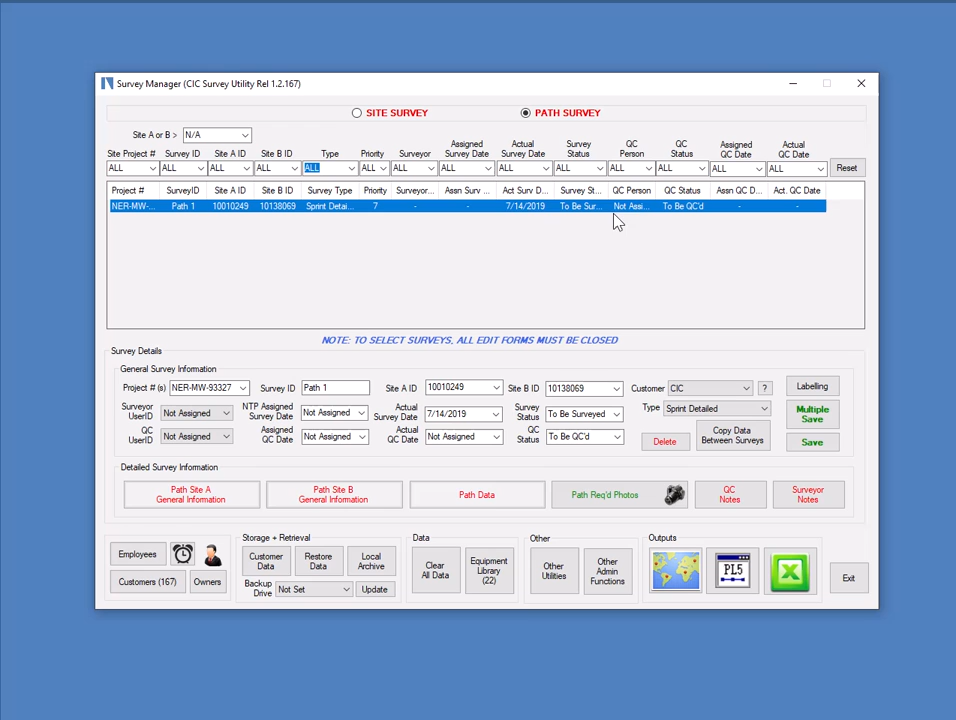 Survey Manager (CIC Survey Utility Rel 1.2.167)
SITE SURVEY PATH SURVEY
Site A or B > N/A
Site Project # Survey ID Site A ID Site B ID Type Priority Surveyor Assigned Survey Date Actual Survey Date Survey Status QC Person QC Status Assigned QC Date Actual QC Date
ALL ALL ALL ALL ALL ALL ALL ALL ALL ALL ALL ALL ALL ALL Reset
Project # SurveyID Site A ID Site B ID Survey Type Priority Surveyor... Assn Surv ... Act Surv D... Survey St... QC Person QC Status Assn QC D... Act. QC Date
NER-MW-... Path 1 10010249 10138069 Sprint Detai... 7 - - 7/14/2019 To Be Sur... Not Assi... To Be QC'd - -
NOTE: TO SELECT SURVEYS, ALL EDIT FORMS MUST BE CLOSED
Survey Details
General Survey Information
Project # (s) NER-MW-93327 Survey ID Path 1 Site A ID 10010249 Site B ID 10138069 Customer CIC ? Labelling
Surveyor UserID Not Assigned NTP Assigned Survey Date Not Assigned Actual Survey Date 7/14/2019 Survey Status To Be Surveyed Type Sprint Detailed Multiple Save
QC UserID Not Assigned Assigned QC Date Not Assigned Actual QC Date Not Assigned QC Status To Be QC'd Delete Copy Data Between Surveys Save
Detailed Survey Information
Path Site A General Information Path Site B General Information Path Data Path Req'd Photos QC Notes Surveyor Notes
Storage + Retrieval Data Other Outputs
Employees Customer Data Restore Data Local Archive Clear All Data Equipment Library (22) Other Utilities Other Admin Functions PL5 X Exit
Customers (167) Owners Backup Drive Not Set Update